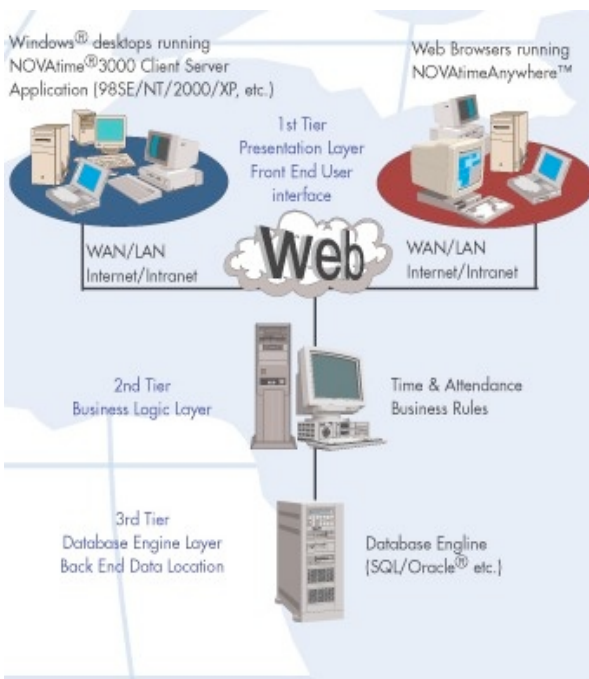 Windows® desktops running
NOVAtime®3000 Client Server
Application (98SE/NT/2000/XP, etc.)
Web Browsers running
NOVAtimeAnywhere™
1st Tier
Presentation Layer
Front End User
interface
WAN/LAN
Internet/Intranet
Web
WAN/LAN
Internet/Intranet
2nd Tier
Business Logic Layer
Time & Attendance
Business Rules
3rd Tier
Database Engine Layer
Back End Data Location
Database Engline
(SQL/Oracle® etc.)